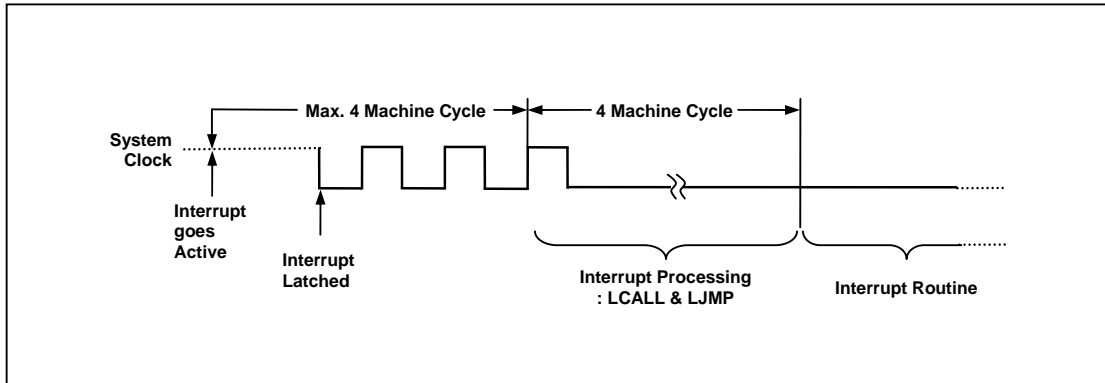 Max. 4 Machine Cycle
4 Machine Cycle
System
Clock
Interrupt
goes
Active
Interrupt
Latched
Interrupt Processing
: LCALL & LJMP
Interrupt Routine